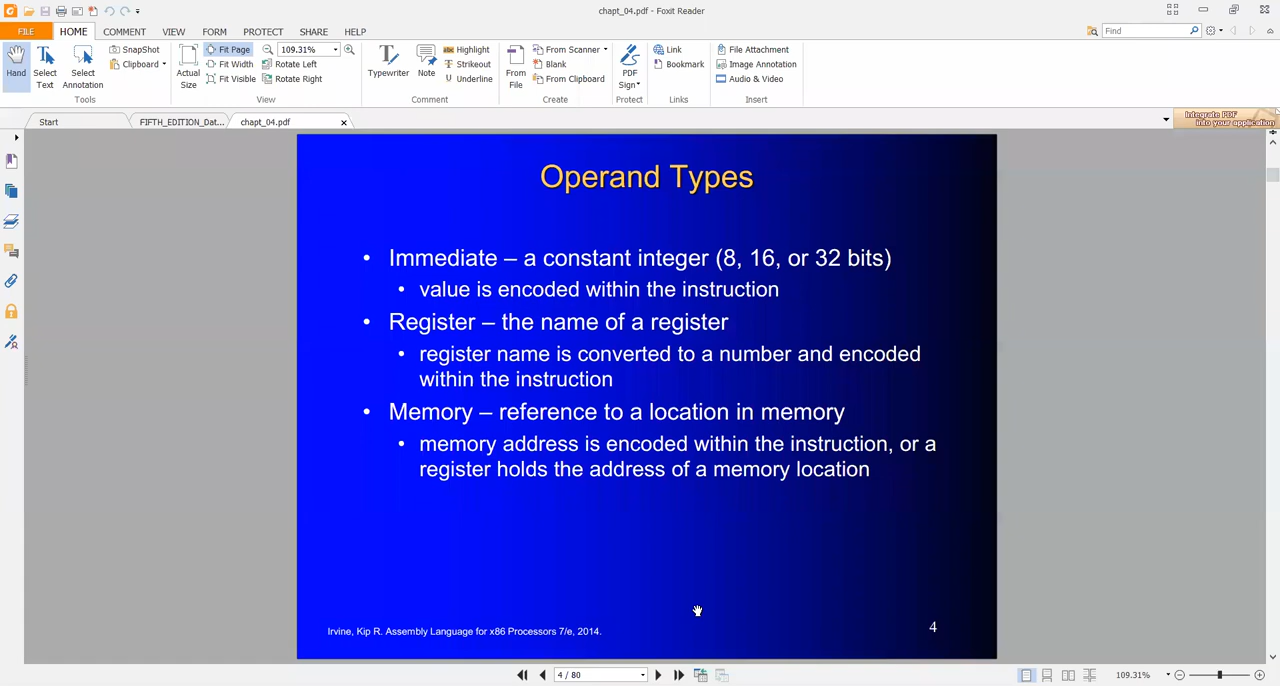 chapt_04.pdf - Foxit Reader
FILE HOME COMMENT VIEW FORM PROTECT SHARE HELP
Find
Hand
Select Text
Select Annotation
SnapShot
Clipboard
Tools
Actual Size
Fit Page
Fit Width
Fit Visible
109.31%
Rotate Left
Rotate Right
View
Typewriter
Note
Highlight
Strikeout
Underline
Comment
From File
From Scanner
Blank
From Clipboard
Create
PDF Sign
Protect
Link
Bookmark
Links
File Attachment
Image Annotation
Audio & Video
Insert
Start
FIFTH_EDITION_Dat...
chapt_04.pdf
Integrate PDF
into your application
Operand Types
• Immediate – a constant integer (8, 16, or 32 bits)
• value is encoded within the instruction
• Register – the name of a register
• register name is converted to a number and encoded
within the instruction
• Memory – reference to a location in memory
• memory address is encoded within the instruction, or a
register holds the address of a memory location
Irvine, Kip R. Assembly Language for x86 Processors 7/e, 2014.
4
4 / 80
109.31%